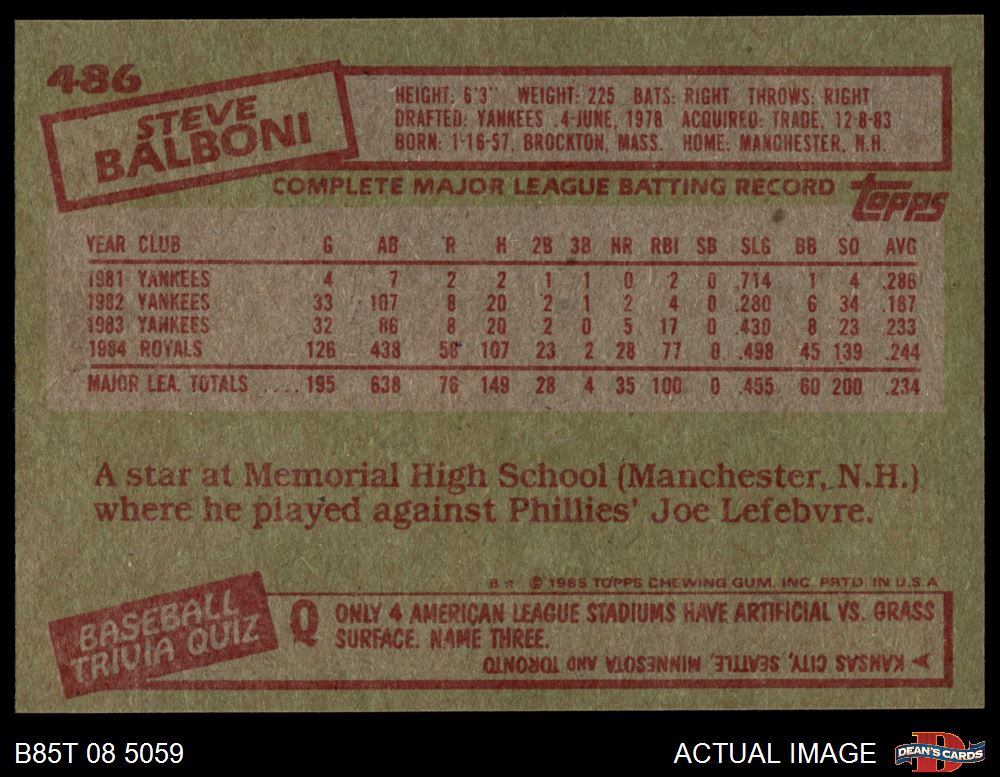 486
STEVE
BALBONI
HEIGHT: 6'3" WEIGHT: 225 BATS: RIGHT THROWS: RIGHT
DRAFTED: YANKEES #4-JUNE, 1978 ACQUIRED: TRADE, 12-8-83
BORN: 1-16-57, BROCKTON, MASS. HOME: MANCHESTER, N.H.
COMPLETE MAJOR LEAGUE BATTING RECORD
TOPPS
YEAR CLUB G AB R H 2B 3B HR RBI SB SLG BB SO AVG
1981 YANKEES 4 7 2 2 1 1 0 2 0 .714 1 4 .286
1982 YANKEES 33 107 8 20 2 1 2 4 0 .280 6 34 .187
1983 YANKEES 32 86 8 20 2 0 5 17 0 .430 8 23 .233
1984 ROYALS 126 438 58 107 23 2 28 77 0 .498 45 139 .244
MAJOR LEA. TOTALS ....195 638 76 149 28 4 35 100 0 .455 60 200 .234
A star at Memorial High School (Manchester, N.H.)
where he played against Phillies' Joe Lefebvre.
B* © 1985 TOPPS CHEWING GUM, INC. PRTD. IN U.S.A.
BASEBALL
TRIVIA QUIZ
Q ONLY 4 AMERICAN LEAGUE STADIUMS HAVE ARTIFICIAL VS. GRASS
SURFACE. NAME THREE.
KANSAS CITY, SEATTLE, MINNESOTA AND TORONTO
B85T 08 5059
ACTUAL IMAGE
D
DEAN'S CARDS